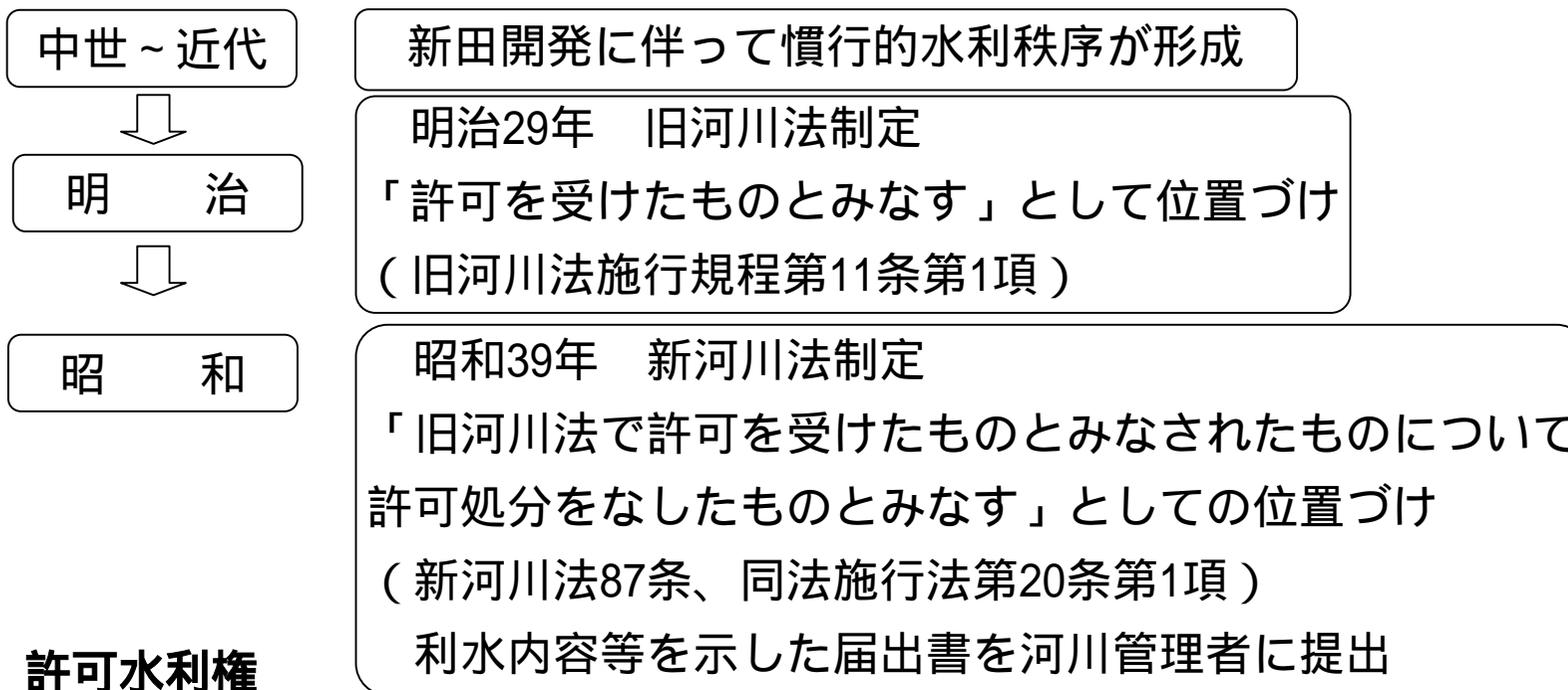 中世~近代
新田開発に伴って慣行的水利秩序が形成
明　　治
明治29年　旧河川法制定
「許可を受けたものとみなす」として位置づけ
（旧河川法施行規程第11条第1項）
昭　　和
昭和39年　新河川法制定
「旧河川法で許可を受けたものとみなされたものについて
許可処分をなしたものとみなす」としての位置づけ
（新河川法87条、同法施行法第20条第1項）
利水内容等を示した届出書を河川管理者に提出
許可水利権